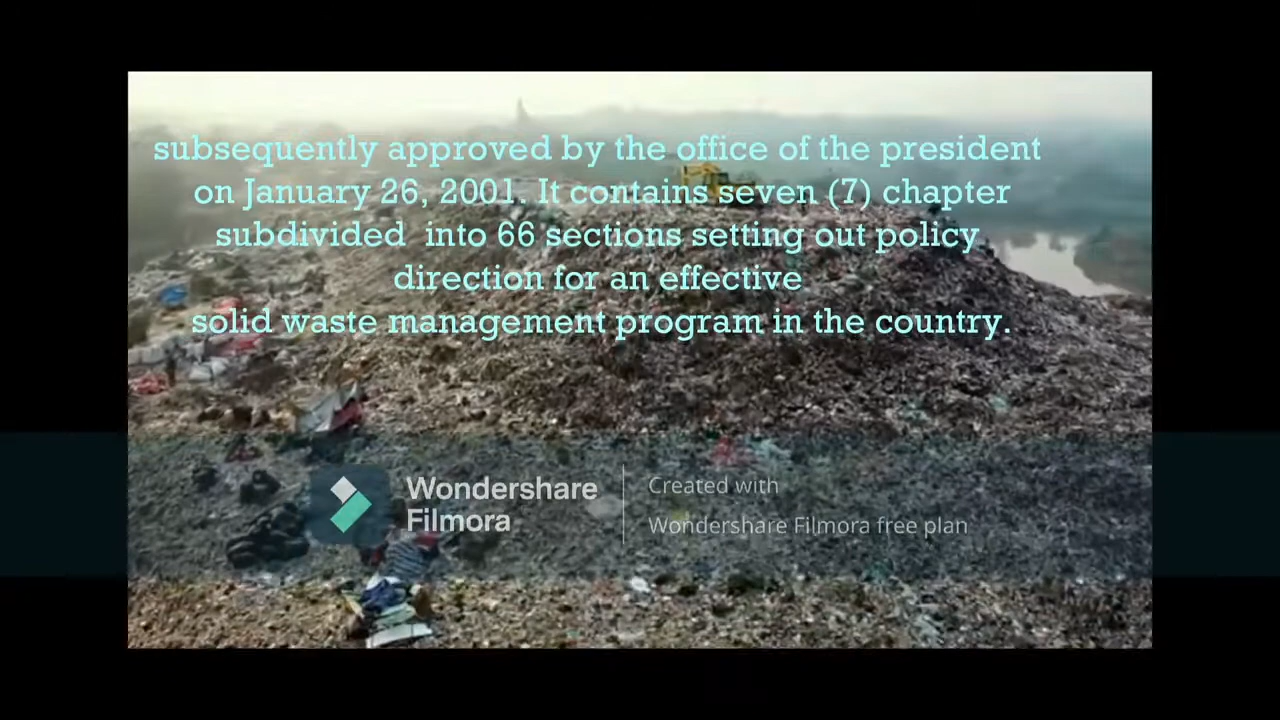 subsequently approved by the office of the president
on January 26, 2001. It contains seven (7) chapter
subdivided  into 66 sections setting out policy
direction for an effective
solid waste management program in the country.
Wondershare
Filmora
Created with
Wondershare Filmora free plan